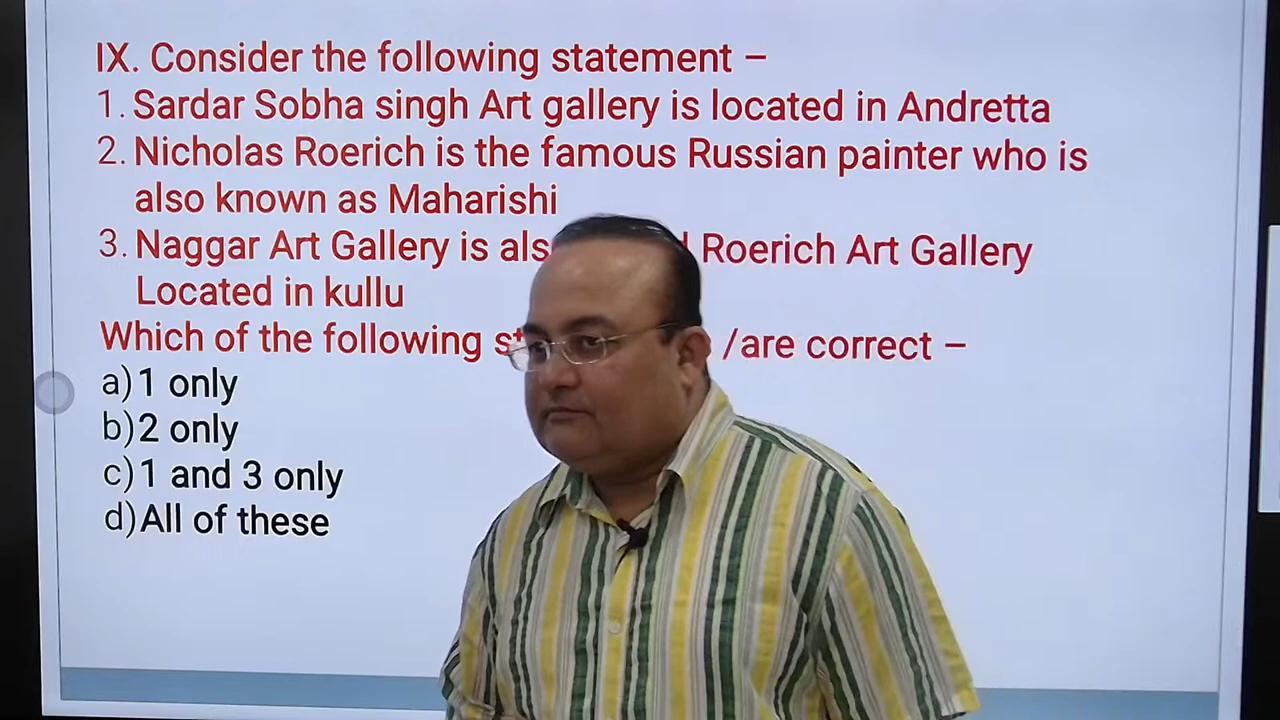 IX. Consider the following statement –
1. Sardar Sobha singh Art gallery is located in Andretta
2. Nicholas Roerich is the famous Russian painter who is
also known as Maharishi
3. Naggar Art Gallery is Roerich Art Gallery
Located in kullu
Which of the following /are correct –
a) 1 only
b) 2 only
c) 1 and 3 only
d) All of these